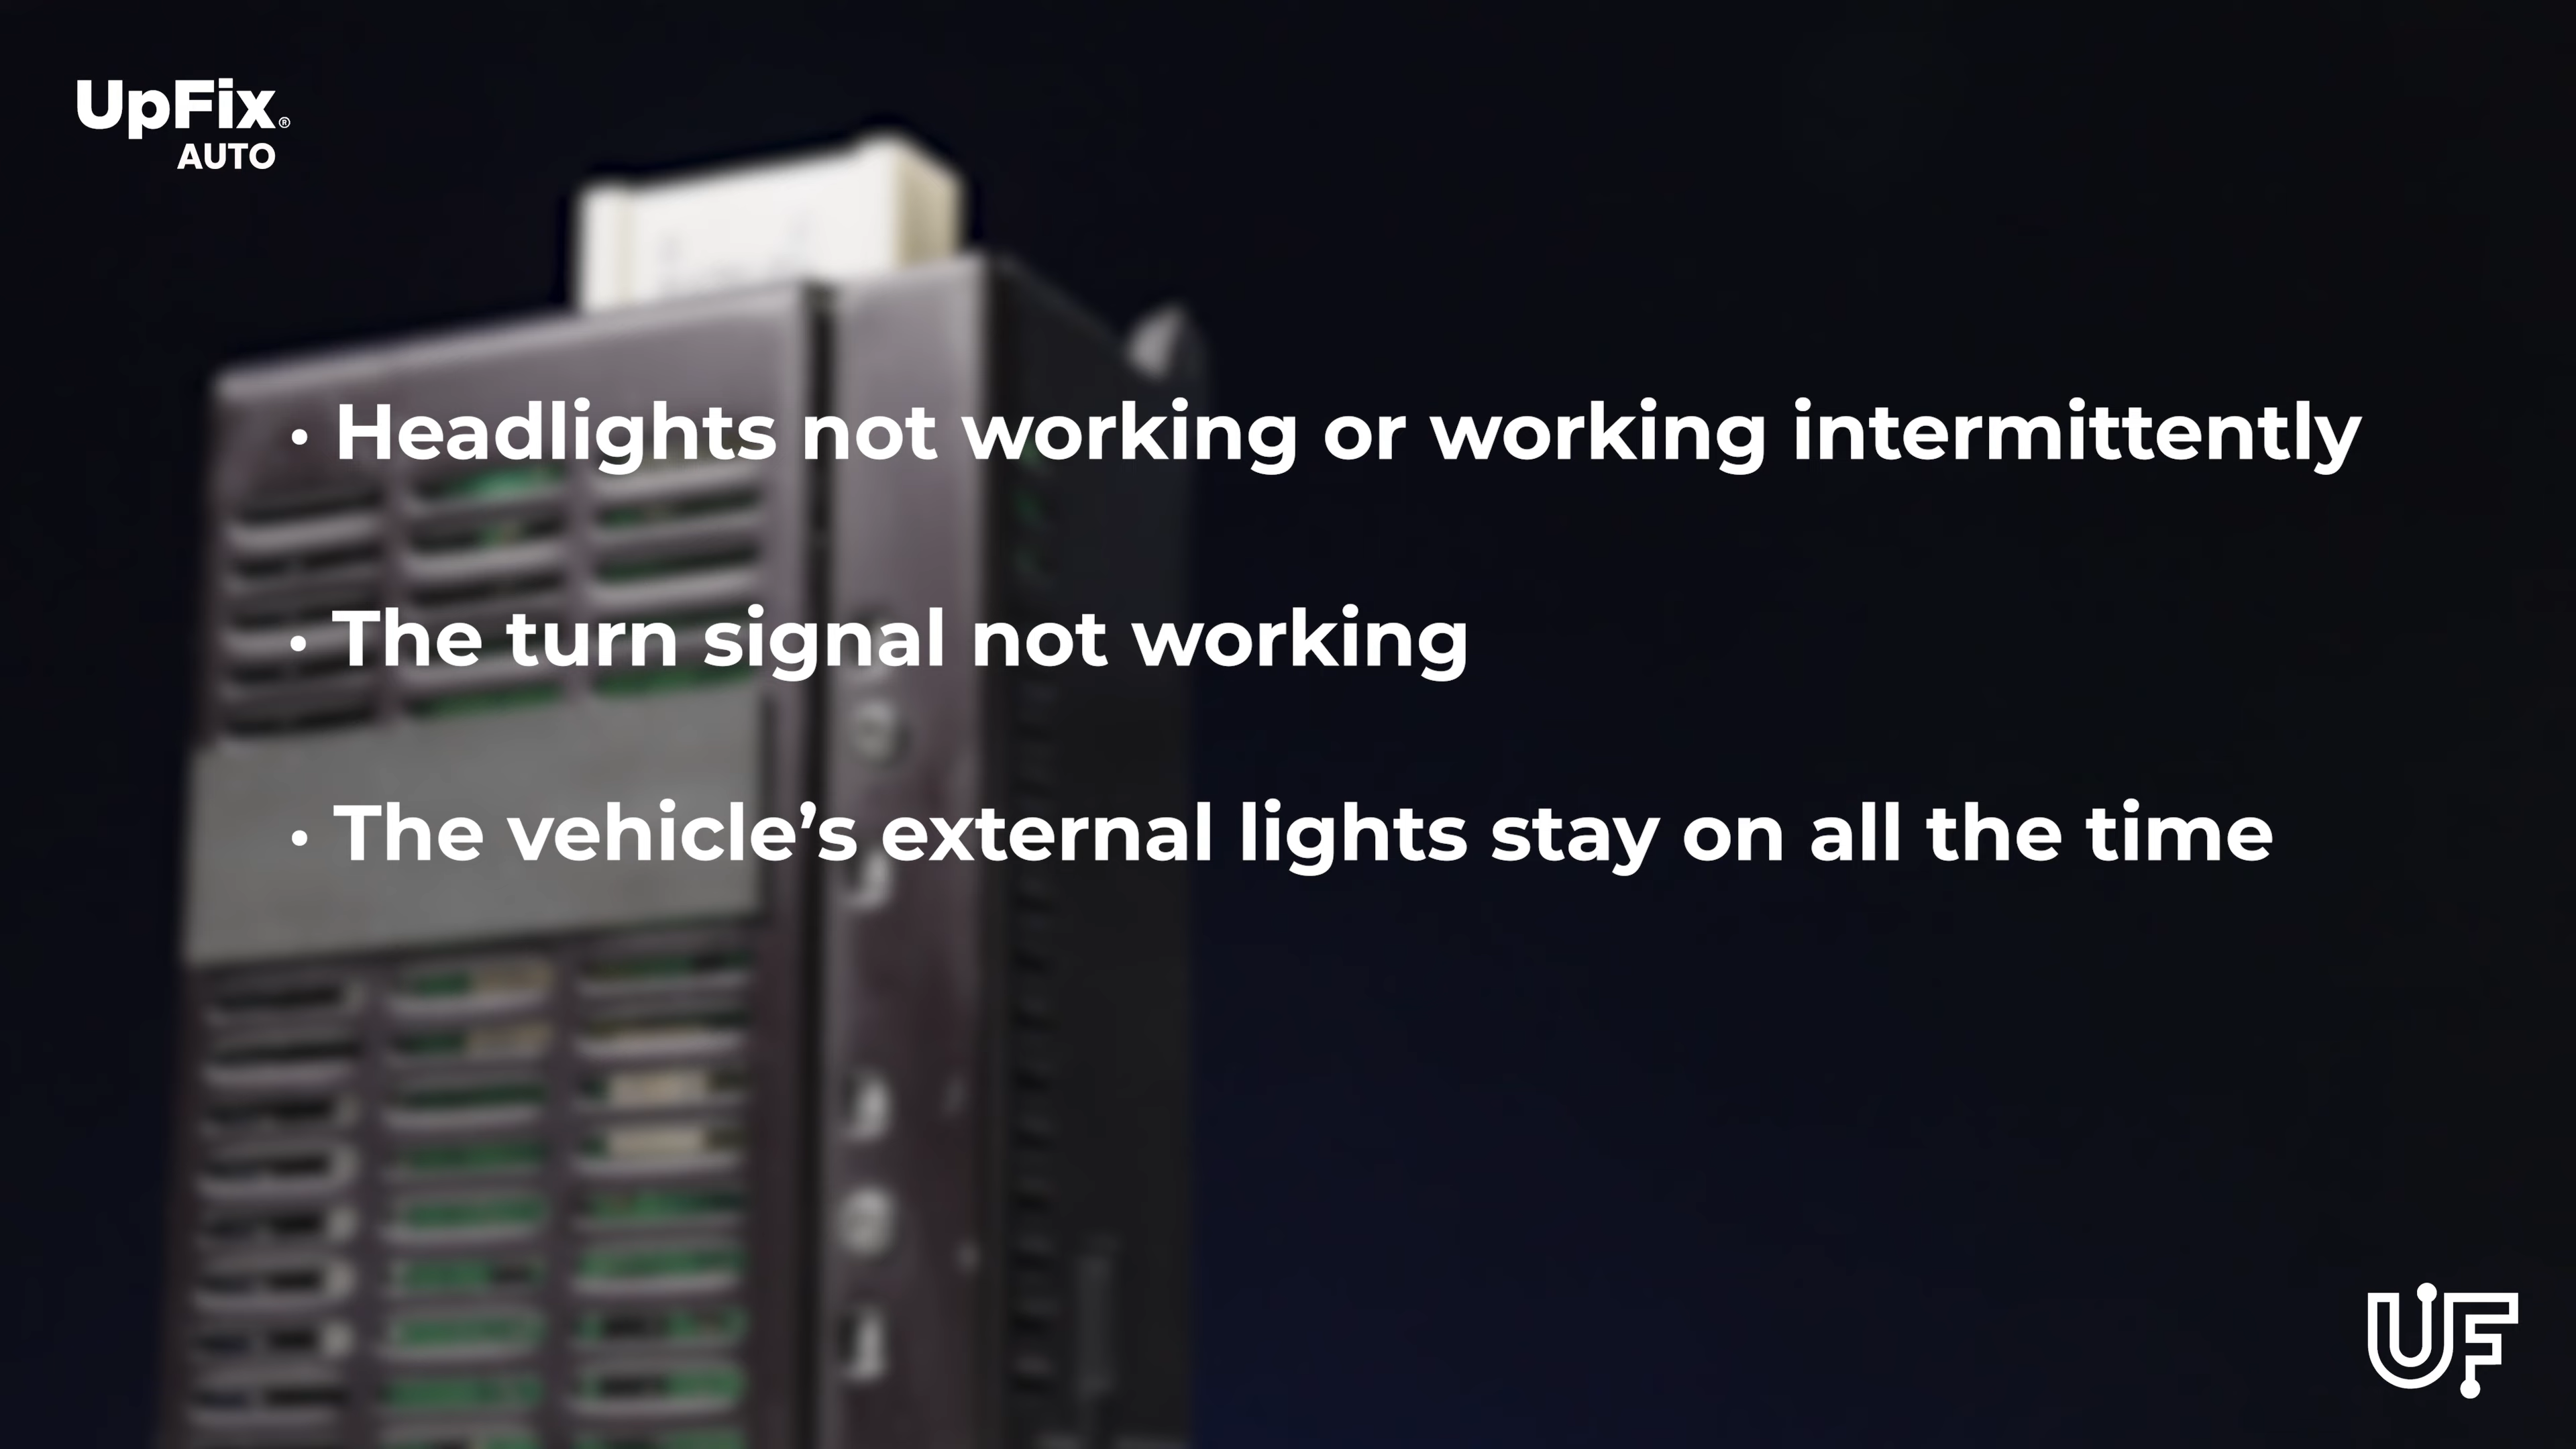 UpFix®
AUTO
• Headlights not working or working intermittently
• The turn signal not working
• The vehicle’s external lights stay on all the time
UF